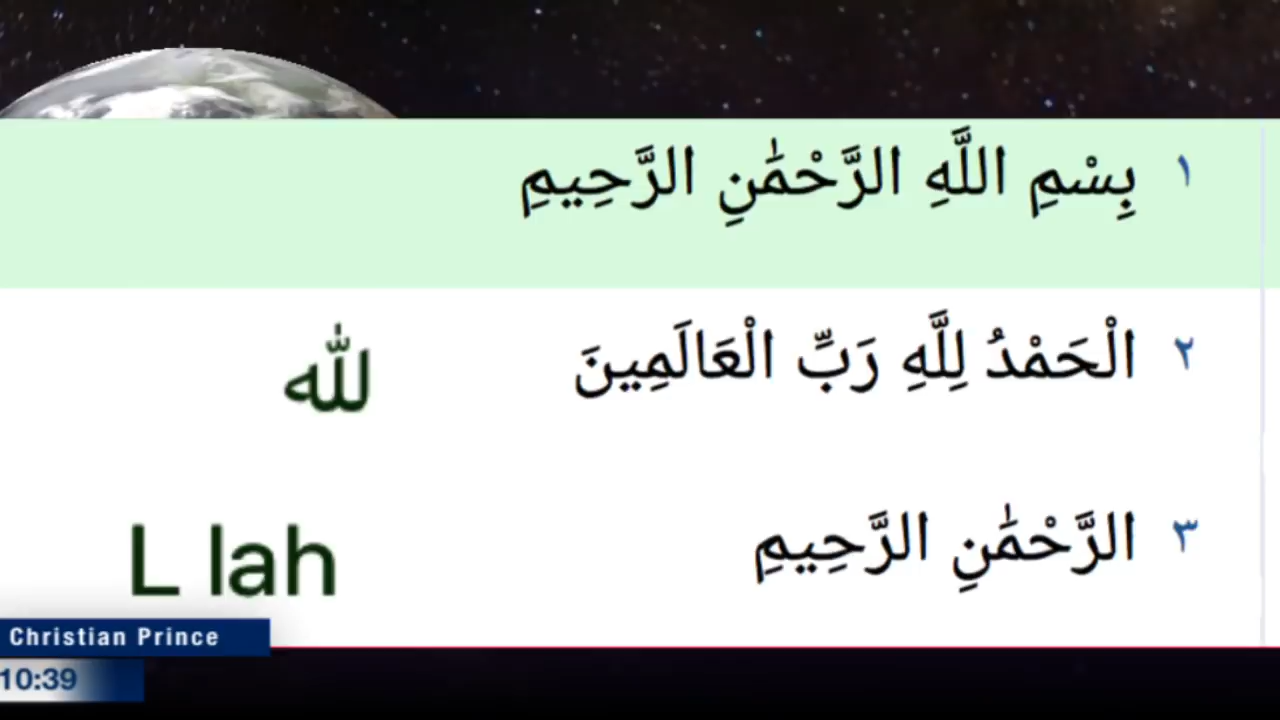 ١ بِسْمِ اللَّهِ الرَّحْمَٰنِ الرَّحِيمِ
٢ الْحَمْدُ لِلَّهِ رَبِّ الْعَالَمِينَ
لله
٣ الرَّحْمَٰنِ الرَّحِيمِ
L lah
Christian Prince
10:39